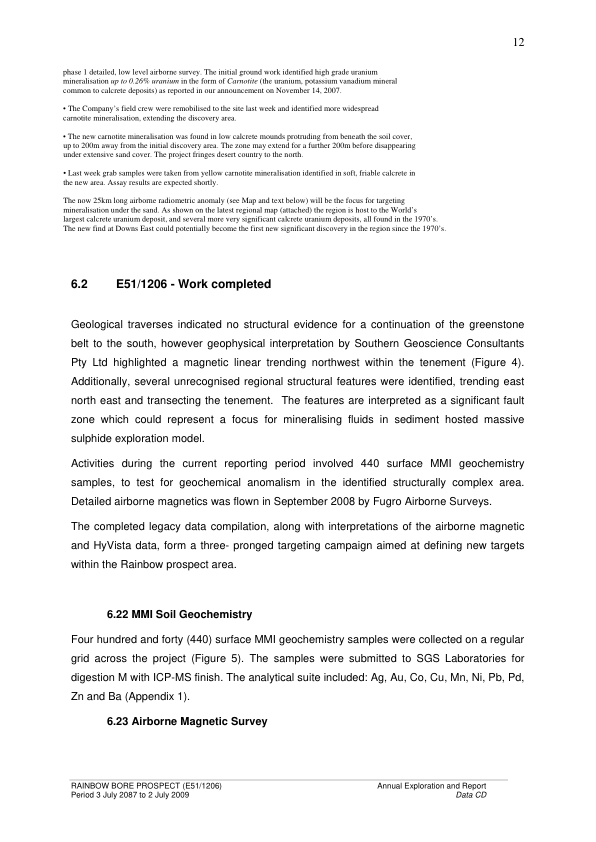 12
phase 1 detailed, low level airborne survey. The initial ground work identified high grade uranium
mineralisation up to 0.26% uranium in the form of Carnotite (the uranium, potassium vanadium mineral
common to calcrete deposits) as reported in our announcement on November 14, 2007.
• The Company's field crew were remobilised to the site last week and identified more widespread
carnotite mineralisation, extending the discovery area.
• The new carnotite mineralisation was found in low calcrete mounds protruding from beneath the soil cover,
up to 200m away from the initial discovery area. The zone may extend for a further 200m before disappearing
under extensive sand cover. The project fringes desert country to the north.
• Last week grab samples were taken from yellow carnotite mineralisation identified in soft, friable calcrete in
the new area. Assay results are expected shortly.
The now 25km long airborne radiometric anomaly (see Map and text below) will be the focus for targeting
mineralisation under the sand. As shown on the latest regional map (attached) the region is host to the World's
largest calcrete uranium deposit, and several more very significant calcrete uranium deposits, all found in the 1970's.
The new find at Downs East could potentially become the first new significant discovery in the region since the 1970's.
6.2 E51/1206 - Work completed
Geological traverses indicated no structural evidence for a continuation of the greenstone
belt to the south, however geophysical interpretation by Southern Geoscience Consultants
Pty Ltd highlighted a magnetic linear trending northwest within the tenement (Figure 4).
Additionally, several unrecognised regional structural features were identified, trending east
north east and transecting the tenement. The features are interpreted as a significant fault
zone which could represent a focus for mineralising fluids in sediment hosted massive
sulphide exploration model.
Activities during the current reporting period involved 440 surface MMI geochemistry
samples, to test for geochemical anomalism in the identified structurally complex area.
Detailed airborne magnetics was flown in September 2008 by Fugro Airborne Surveys.
The completed legacy data compilation, along with interpretations of the airborne magnetic
and HyVista data, form a three- pronged targeting campaign aimed at defining new targets
within the Rainbow prospect area.
6.22 MMI Soil Geochemistry
Four hundred and forty (440) surface MMI geochemistry samples were collected on a regular
grid across the project (Figure 5). The samples were submitted to SGS Laboratories for
digestion M with ICP-MS finish. The analytical suite included: Ag, Au, Co, Cu, Mn, Ni, Pb, Pd,
Zn and Ba (Appendix 1).
6.23 Airborne Magnetic Survey
RAINBOW BORE PROSPECT (E51/1206) Annual Exploration and Report
Period 3 July 2087 to 2 July 2009 Data CD